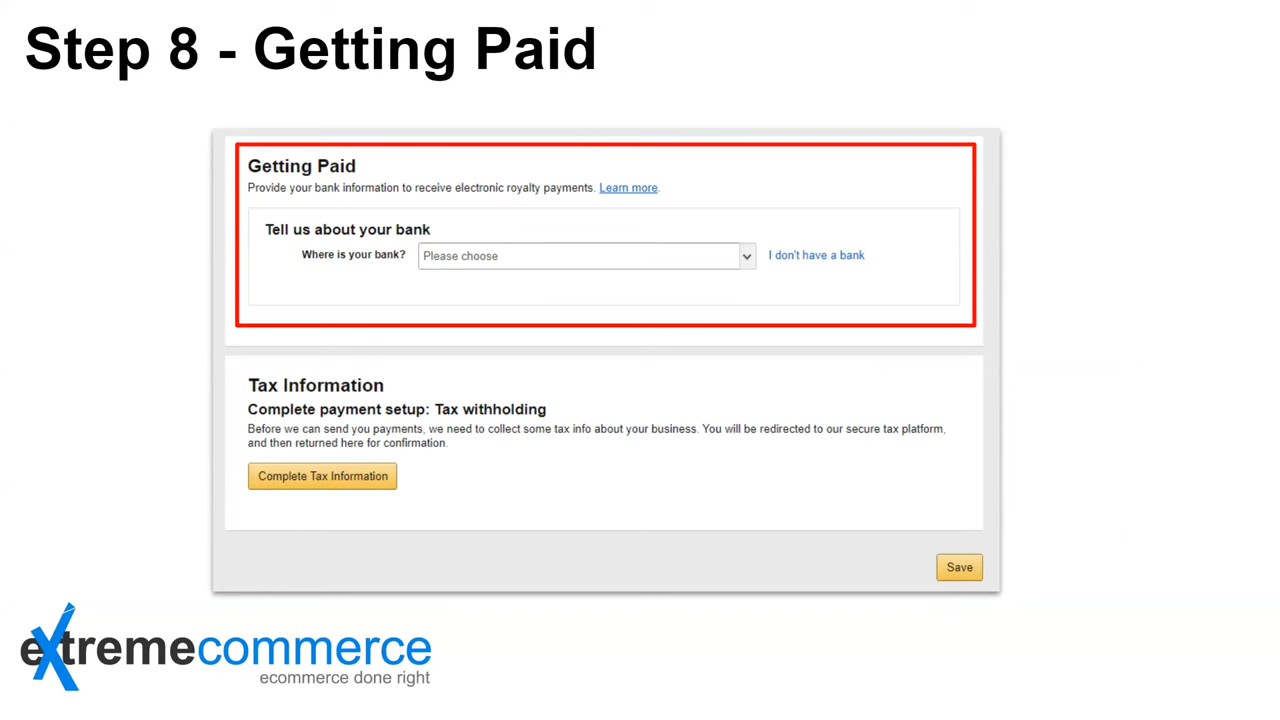 Step 8 - Getting Paid
Getting Paid
Provide your bank information to receive electronic royalty payments. Learn more.
Tell us about your bank
Where is your bank? Please choose I don't have a bank
Tax Information
Complete payment setup: Tax withholding
Before we can send you payments, we need to collect some tax info about your business. You will be redirected to our secure tax platform,
and then returned here for confirmation.
Complete Tax Information
Save
extremecommerce
ecommerce done right